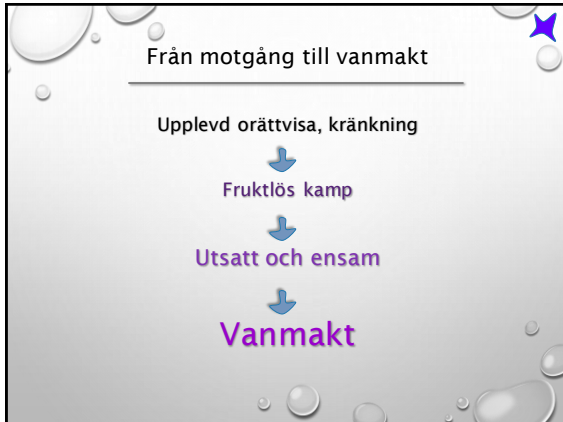 Från motgång till vanmakt
Upplevd orättvisa, kränkning
Fruktlös kamp
Utsatt och ensam
Vanmakt